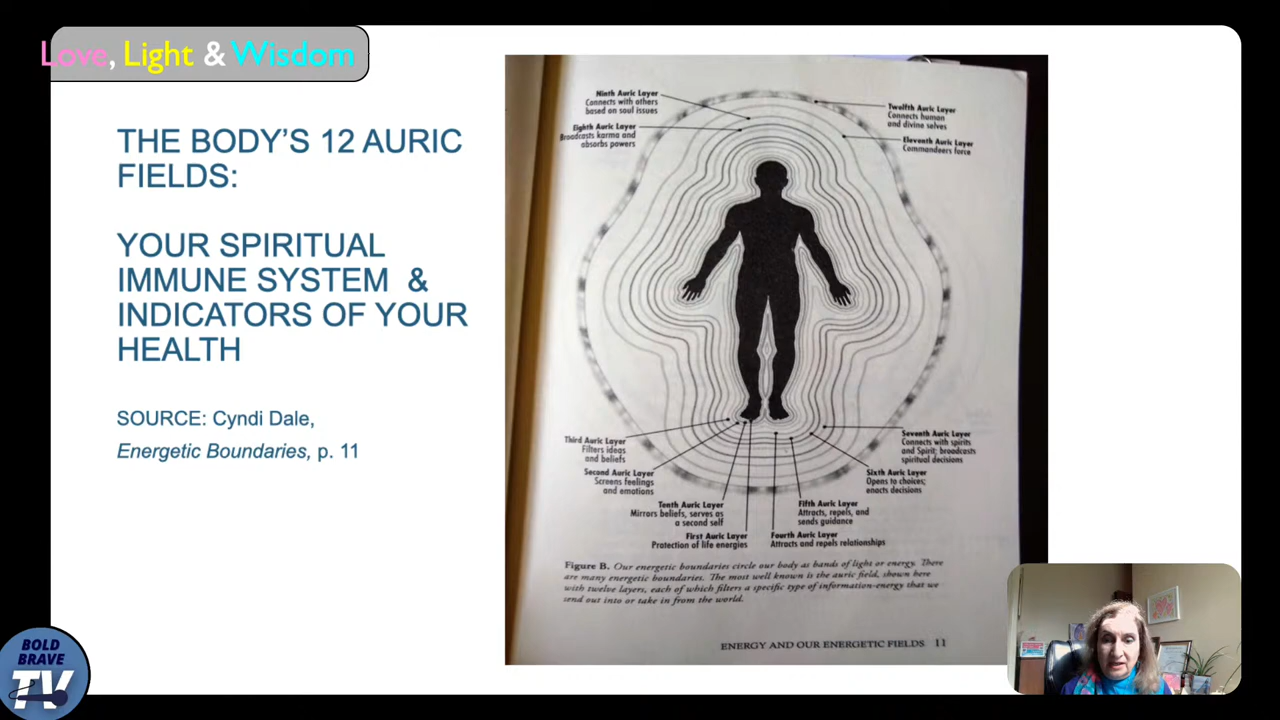 Love, Light & Wisdom
THE BODY'S 12 AURIC
FIELDS:
YOUR SPIRITUAL
IMMUNE SYSTEM &
INDICATORS OF YOUR
HEALTH
SOURCE: Cyndi Dale,
Energetic Boundaries, p. 11
Ninth Auric Layer
Connects with others
based on soul issues
Eighth Auric Layer
Broadcasts karma and
absorbs powers
Twelfth Auric Layer
Connects human
and divine selves
Eleventh Auric Layer
Commandeers force
Third Auric Layer
Filters ideas
and beliefs
Second Auric Layer
Screens feelings
and emotions
Tenth Auric Layer
Mirrors beliefs, serves as
a second self
First Auric Layer
Protection of life energies
Seventh Auric Layer
Connects with spirits
and Spirit; broadcasts
spiritual decisions
Sixth Auric Layer
Opens to choices;
enacts decisions
Fifth Auric Layer
Attracts, repels, and
sends guidance
Fourth Auric Layer
Attracts and repels relationships
Figure B. Our energetic boundaries circle our body as bands of light or energy. There
are many energetic boundaries. The most well known is the auric field, shown here
with twelve layers, each of which filters a specific type of information-energy that we
send out into or take in from the world.
ENERGY AND OUR ENERGETIC FIELDS 11
BOLD
BRAVE
TV